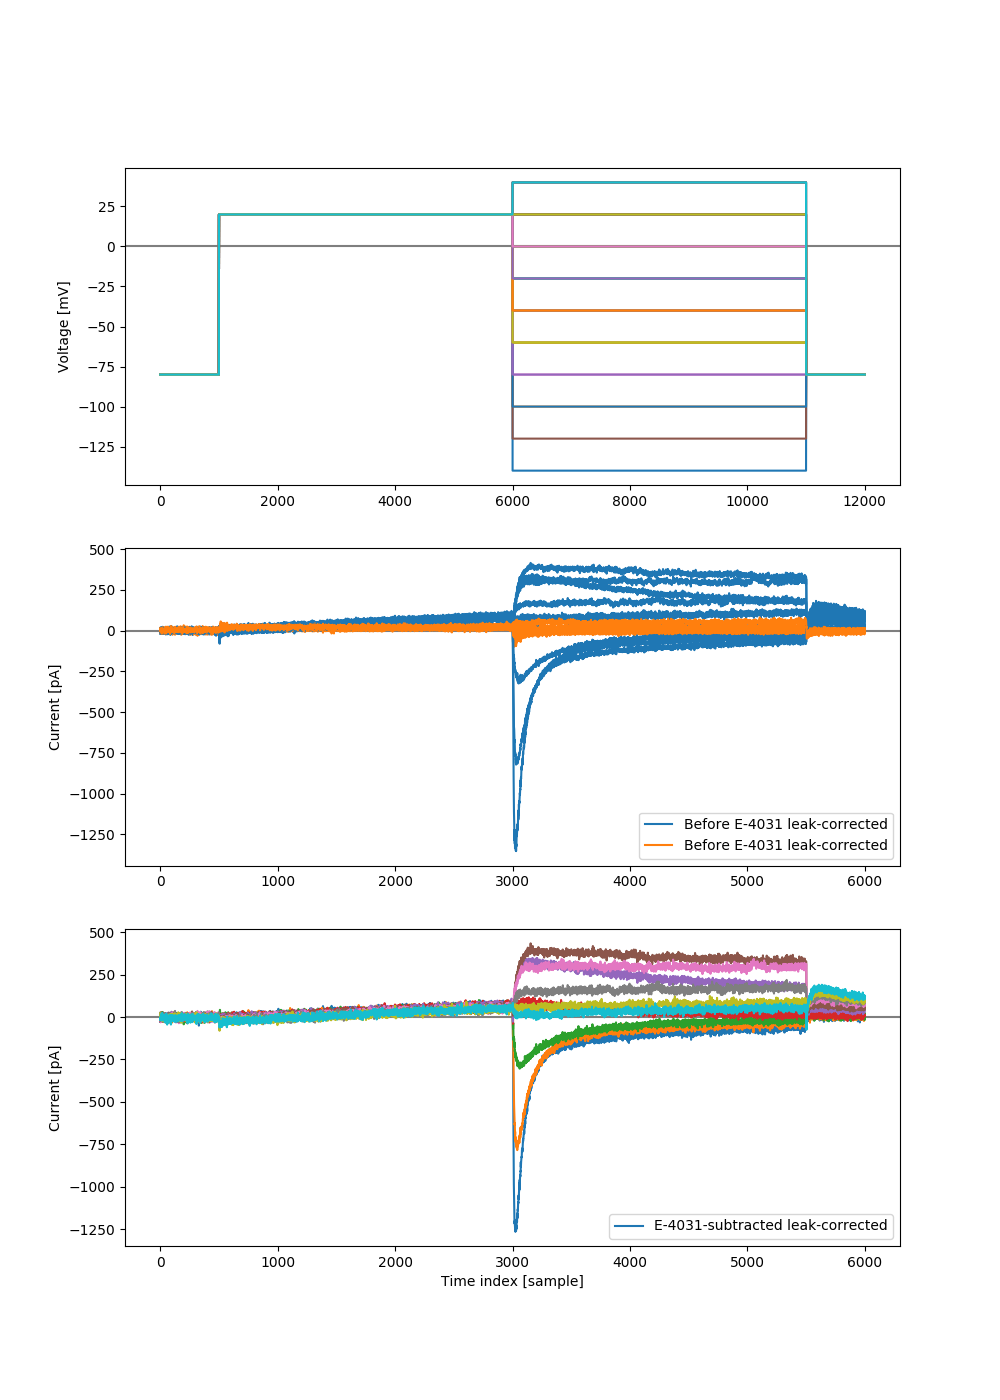 25
0
−25
−50
−75
−100
−125
Voltage [mV]
0 2000 4000 6000 8000 10000 12000
500
250
0
−250
−500
−750
−1000
−1250
Current [pA]
Before E-4031 leak-corrected
Before E-4031 leak-corrected
0 1000 2000 3000 4000 5000 6000
500
250
0
−250
−500
−750
−1000
−1250
Current [pA]
E-4031-subtracted leak-corrected
0 1000 2000 3000 4000 5000 6000
Time index [sample]